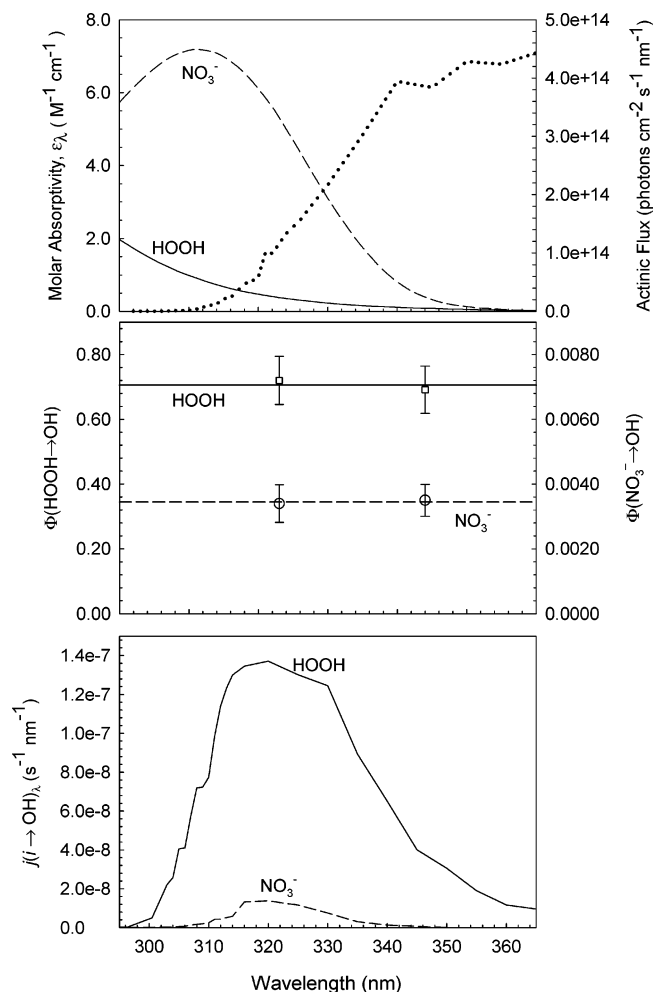 Molar Absorptivity, ελ ( M⁻¹ cm⁻¹)
8.0
6.0
4.0
2.0
0.0
NO₃⁻
HOOH
5.0e+14
4.0e+14
3.0e+14
2.0e+14
1.0e+14
0.0
Actinic Flux (photons cm⁻² s⁻¹ nm⁻¹)
Φ(HOOH→OH)
0.80
0.60
0.40
0.20
0.00
HOOH
NO₃⁻
0.0080
0.0060
0.0040
0.0020
0.0000
Φ(NO₃⁻→OH)
j(i → OH)λ (s⁻¹ nm⁻¹)
1.4e-7
1.2e-7
1.0e-7
8.0e-8
6.0e-8
4.0e-8
2.0e-8
0.0
HOOH
NO₃⁻
300 310 320 330 340 350 360
Wavelength (nm)